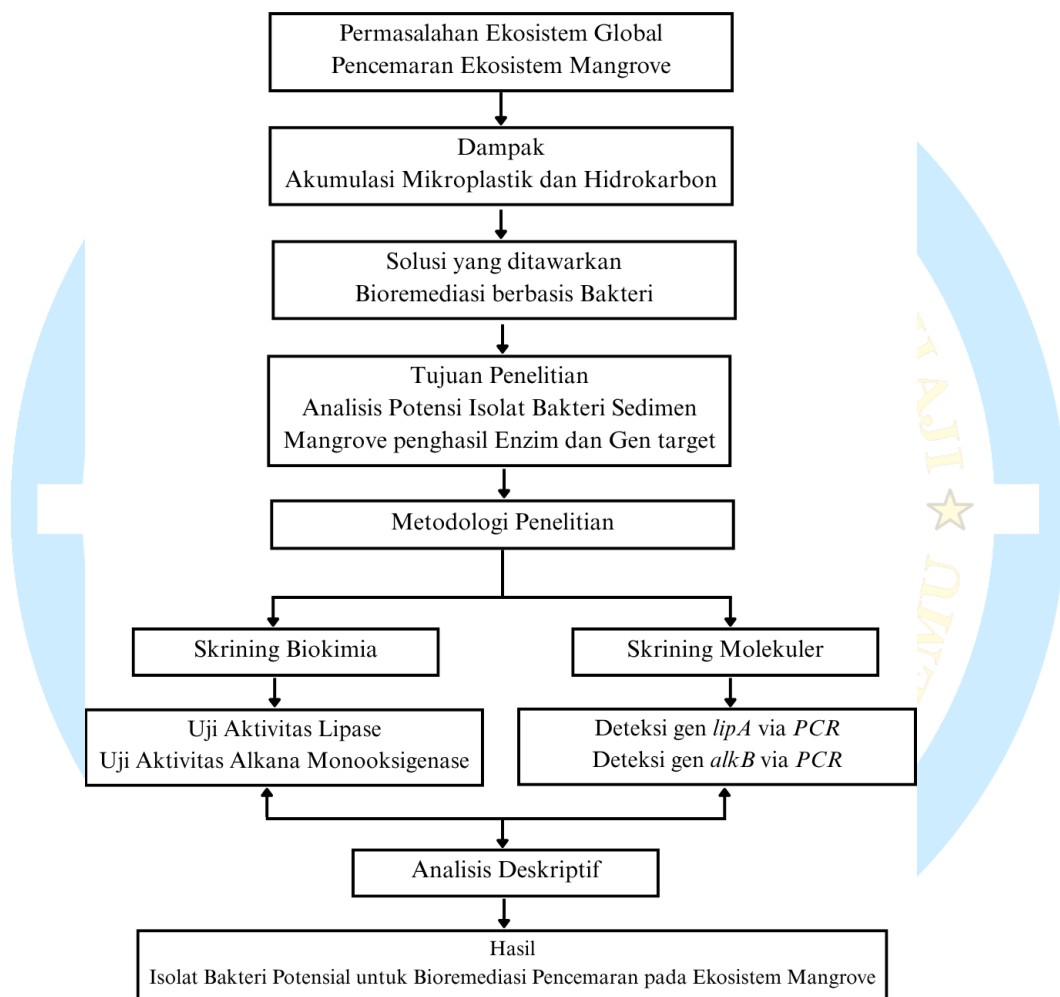 Permasalahan Ekosistem Global
Pencemaran Ekosistem Mangrove
Dampak
Akumulasi Mikroplastik dan Hidrokarbon
Solusi yang ditawarkan
Bioremediasi berbasis Bakteri
Tujuan Penelitian
Analisis Potensi Isolat Bakteri Sedimen
Mangrove penghasil Enzim dan Gen target
Metodologi Penelitian
Skrining Biokimia
Skrining Molekuler
Uji Aktivitas Lipase
Uji Aktivitas Alkana Monooksigenase
Deteksi gen lipA via PCR
Deteksi gen alkB via PCR
Analisis Deskriptif
Hasil
Isolat Bakteri Potensial untuk Bioremediasi Pencemaran pada Ekosistem Mangrove